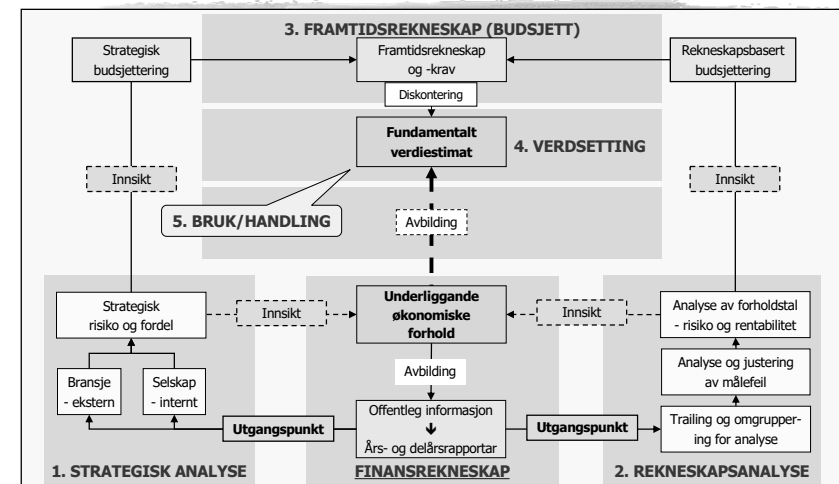 3. FRAMTIDSREKNESKAP (BUDSJETT)
Strategisk
budsjettering
Framtidsrekneskap
og -krav
Rekneskapsbasert
budsjettering
Diskontering
Fundamentalt
verdiestimat
4. VERDSETTING
Innsikt
Innsikt
5. BRUK/HANDLING
Avbilding
Strategisk
risiko og fordel
Innsikt
Underliggande
økonomiske
forhold
Innsikt
Analyse av forholdstal
- risiko og rentabilitet
Bransje
- ekstern
Selskap
- internt
Avbilding
Analyse og justering
av målefeil
Utgangspunkt
Offentleg informasjon
Års- og delårsrapportar
Utgangspunkt
Trailing og omgrupper-
ing for analyse
1. STRATEGISK ANALYSE
FINANSREKNESKAP
2. REKNESKAPSANALYSE